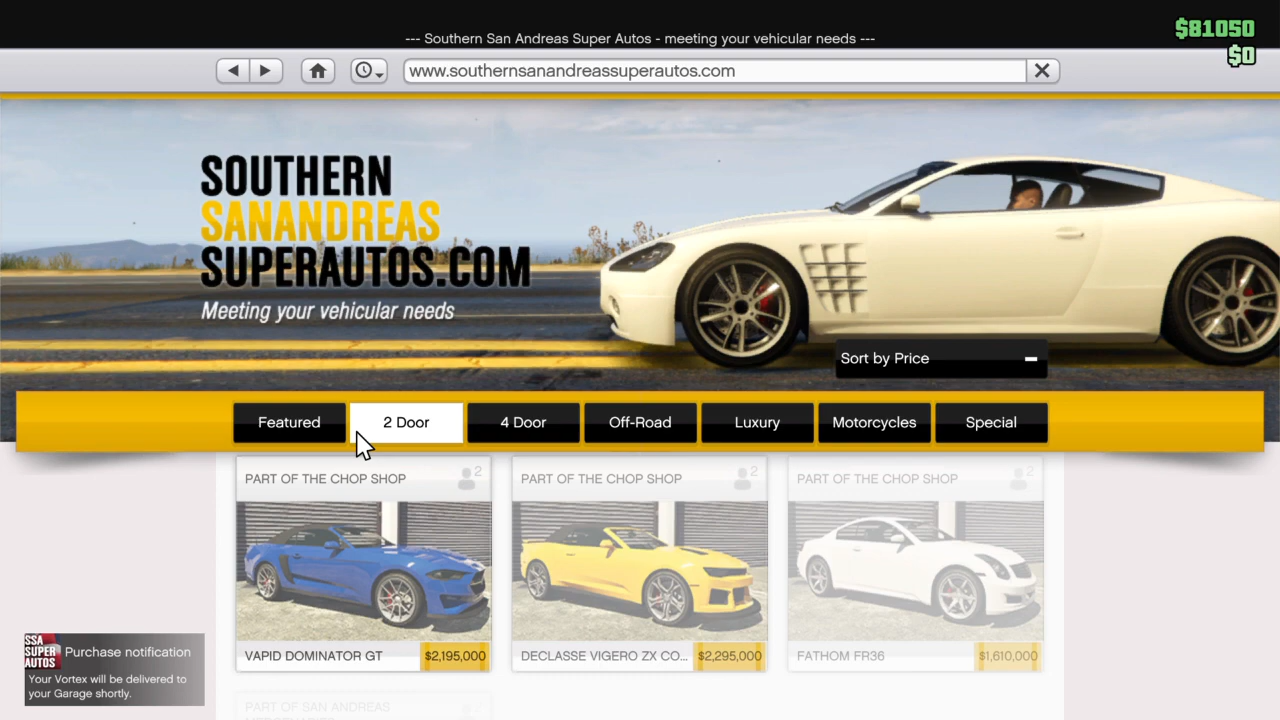 --- Southern San Andreas Super Autos - meeting your vehicular needs ---
$81050
$0
www.southernsanandreassuperautos.com
SOUTHERN
SANANDREAS
SUPERAUTOS.COM
Meeting your vehicular needs
Sort by Price
Featured
2 Door
4 Door
Off-Road
Luxury
Motorcycles
Special
PART OF THE CHOP SHOP
2
PART OF THE CHOP SHOP
2
PART OF THE CHOP SHOP
2
VAPID DOMINATOR GT
$2,195,000
DECLASSE VIGERO ZX CO...
$2,295,000
FATHOM FR36
$1,610,000
SSA
SUPER
AUTOS
Purchase notification
Your Vortex will be delivered to
your Garage shortly.
PART OF SAN ANDREAS